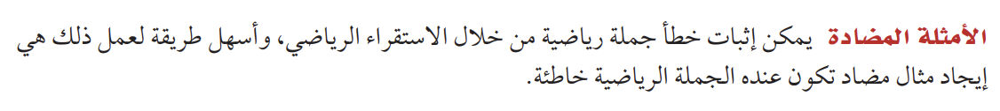 الأمثلة المضادة يمكن إثبات خطأ جملة رياضية من خلال الاستقراء الرياضي، وأسهل طريقة لعمل ذلك هي
إيجاد مثال مضاد تكون عنده الجملة الرياضية خاطئة.